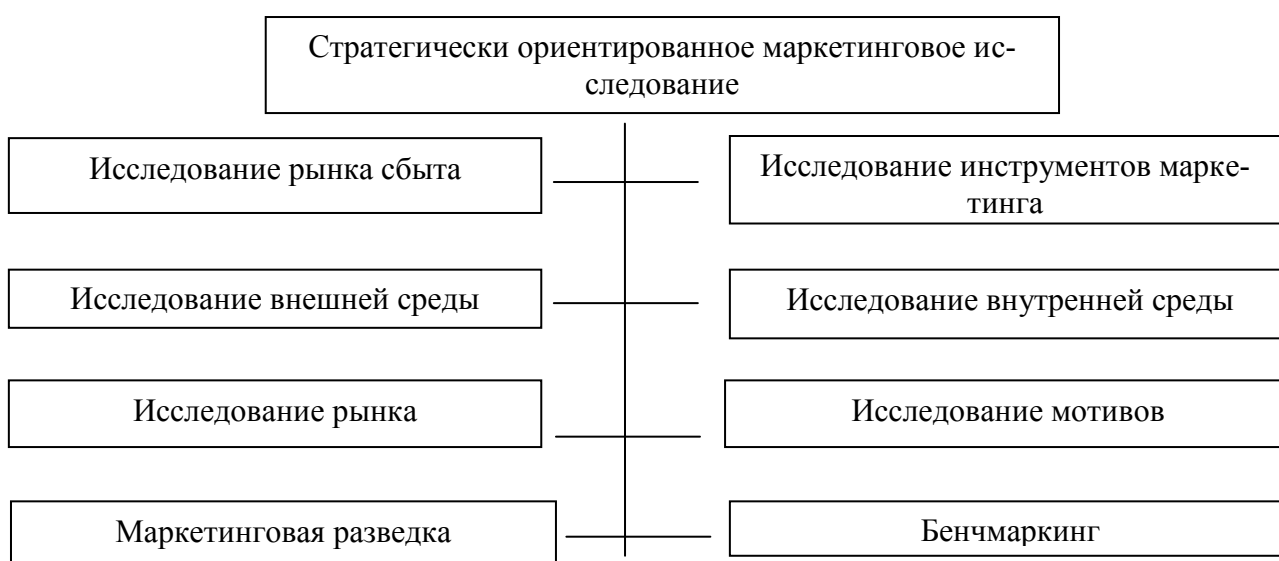 Стратегически ориентированное маркетинговое ис-
следование
Исследование рынка сбыта
Исследование инструментов марке-
тинга
Исследование внешней среды
Исследование внутренней среды
Исследование рынка
Исследование мотивов
Маркетинговая разведка
Бенчмаркинг